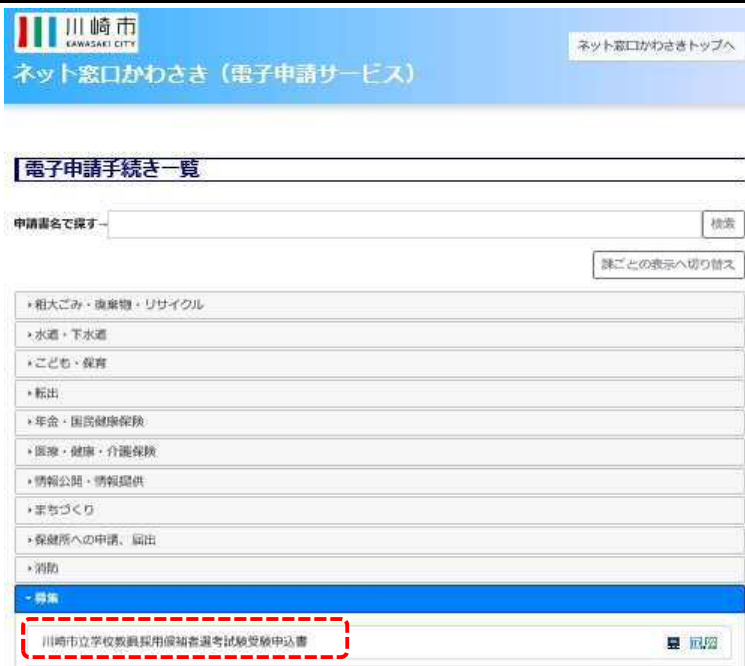 川崎市
KAWASAKI CITY
ネット窓口かわさきトップへ
ネット窓口かわさき（電子申請サービス）
電子申請手続き一覧
申請書名で探す→
検索
課ごとの表示へ切り替え
粗大ごみ・廃棄物・リサイクル
水道・下水道
こども・保育
転出
年金・国民健康保険
医療・健康・介護保険
情報公開・情報提供
まちづくり
保健所への申請、届出
消防
募集
川崎市立学校教員採用候補者選考試験受験申込書